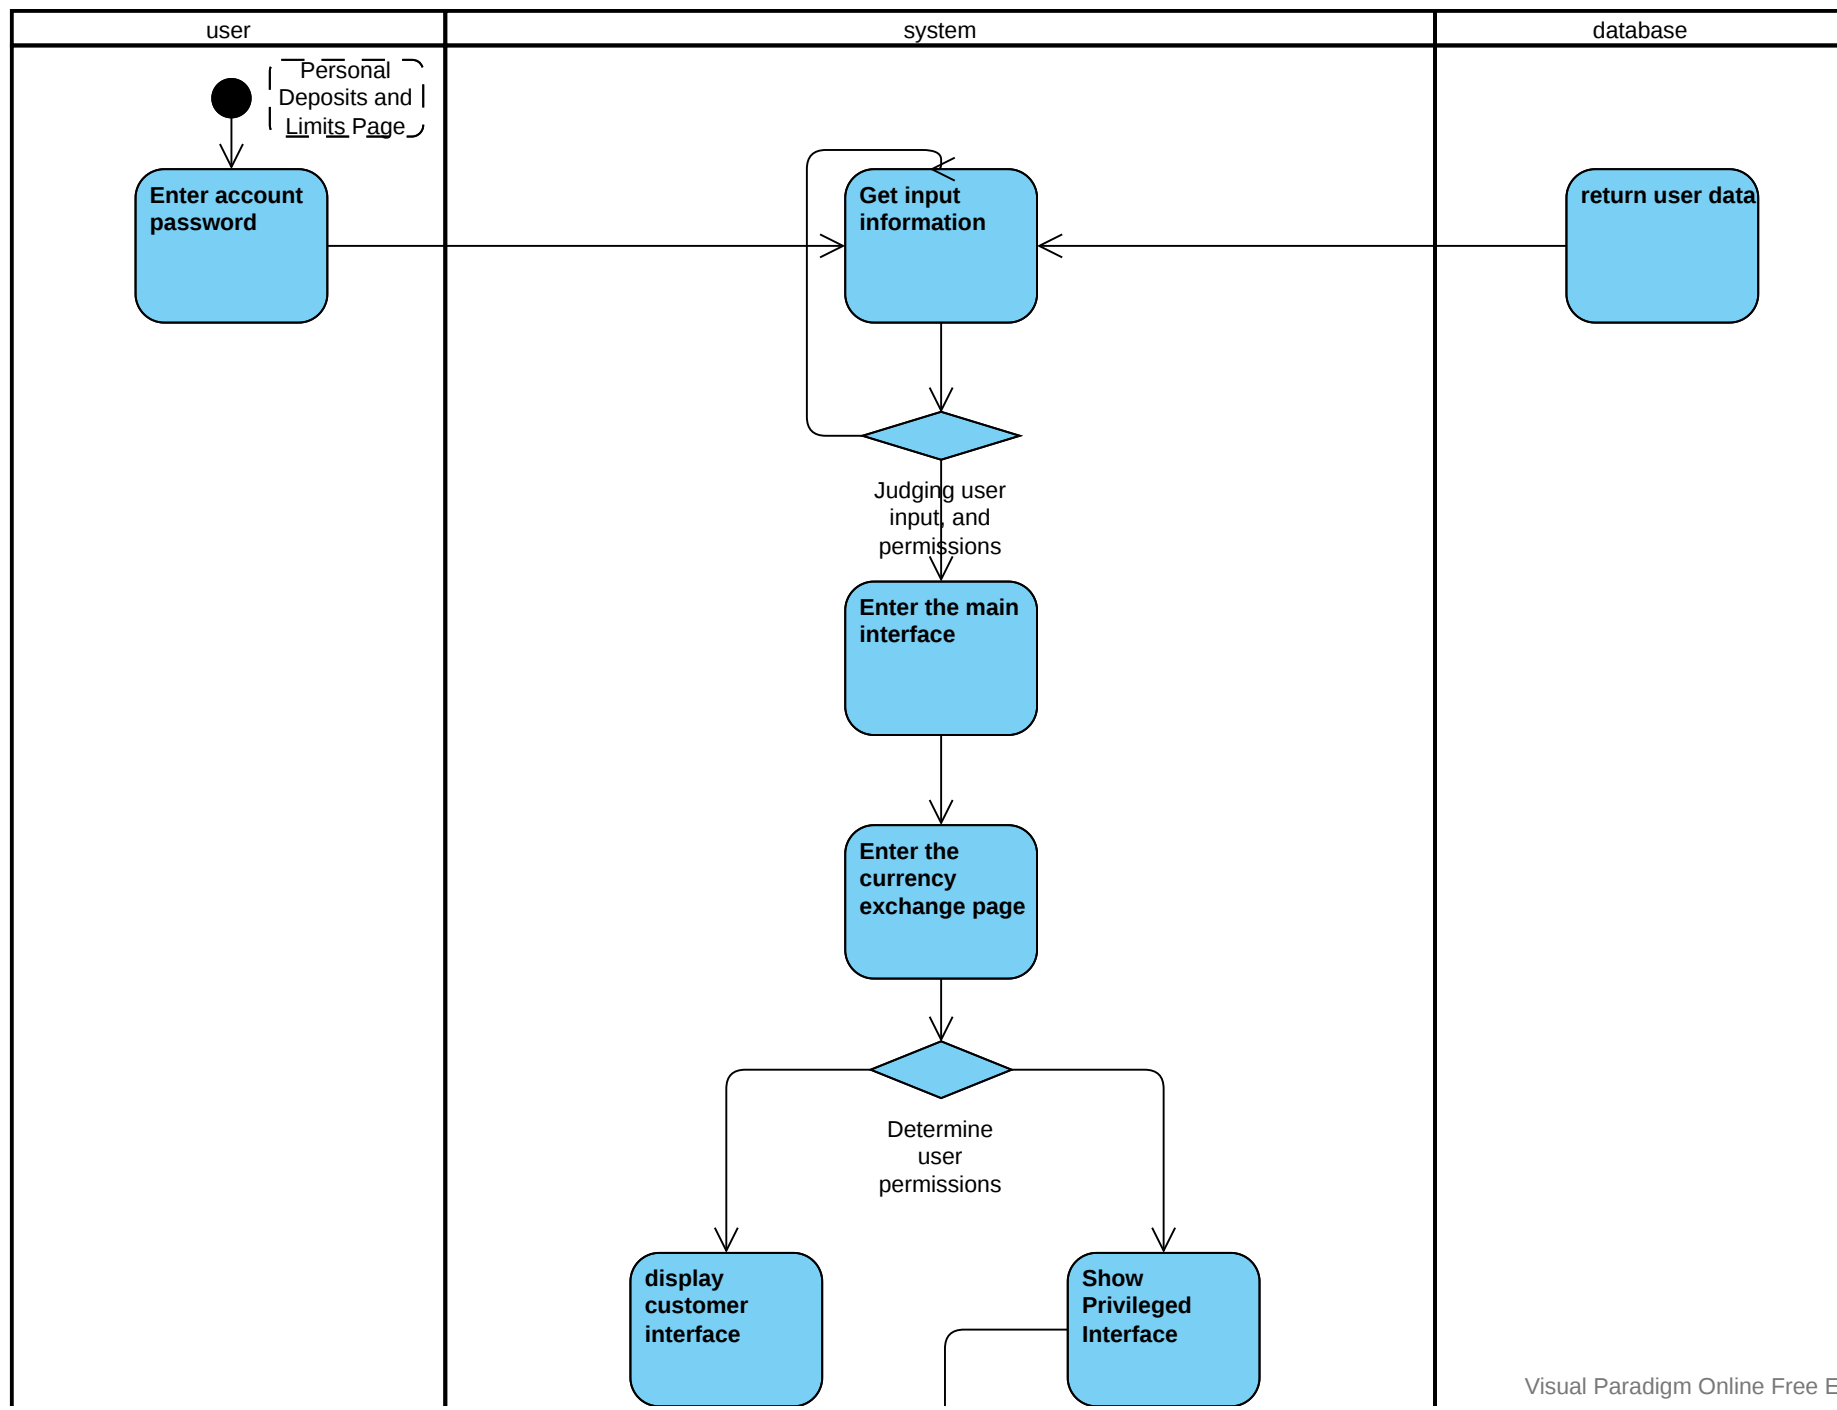 user
system
database
Personal
Deposits and
Limits Page
Enter account
password
Get input
information
return user data
Judging user
input, and
permissions
Enter the main
interface
Enter the
currency
exchange page
Determine
user
permissions
display
customer
interface
Show
Privileged
Interface
Visual Paradigm Online Free E